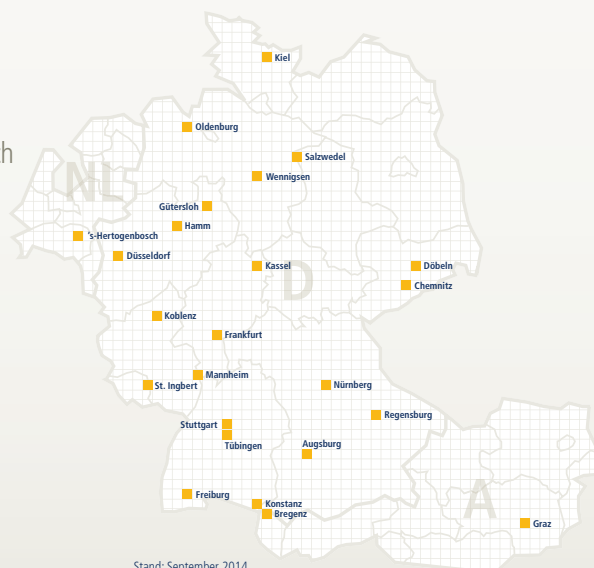 Kiel
Oldenburg
Salzwedel
Wennigsen
NL
Gütersloh
Hamm
's-Hertogenbosch
Düsseldorf
Kassel
D
Döbeln
Chemnitz
Koblenz
Frankfurt
Mannheim
St. Ingbert
Nürnberg
Regensburg
Stuttgart
Tübingen
Augsburg
Freiburg
Konstanz
Bregenz
A
Graz
Stand: September 2014